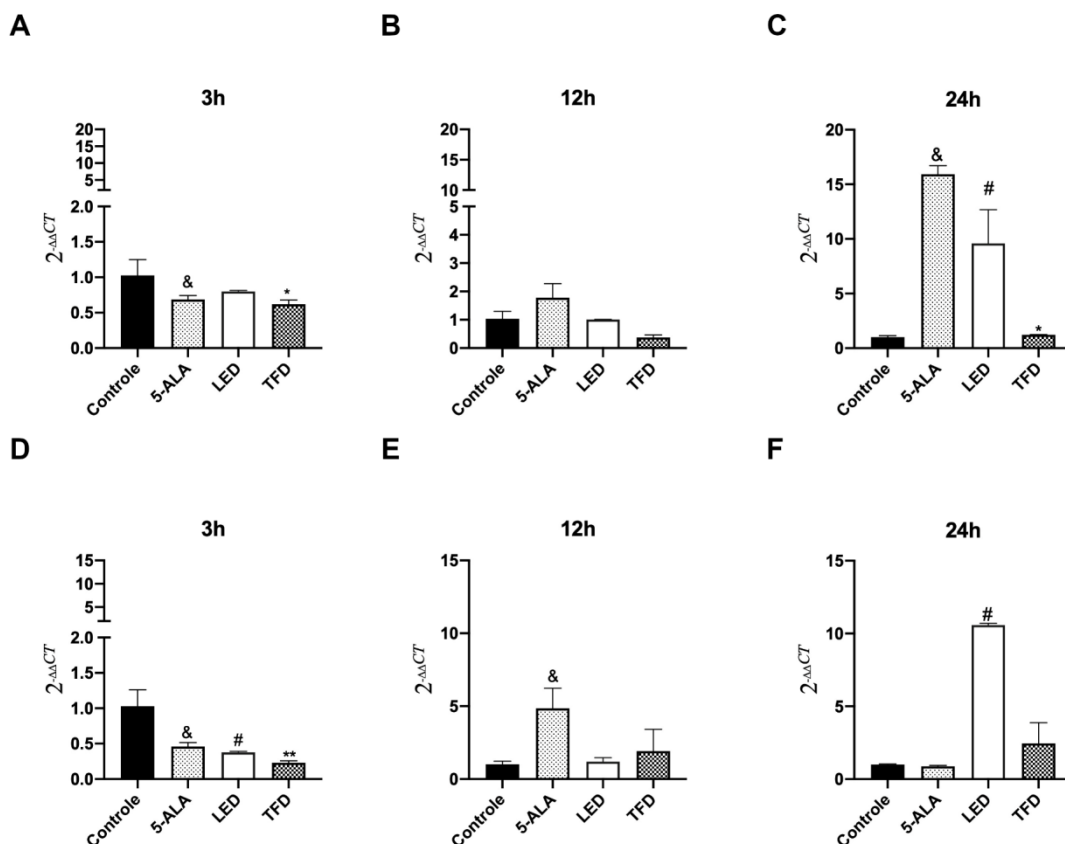 A
B
C
3h
12h
24h
20
15
10
5
2.0
1.5
1.0
0.5
0.0
2-ΔΔCT
&
*
Controle
5-ALA
LED
TFD
20
15
10
5
4
3
2
1
0
2-ΔΔCT
Controle
5-ALA
LED
TFD
20
15
10
5
0
2-ΔΔCT
&
#
*
Controle
5-ALA
LED
TFD
D
E
F
3h
12h
24h
15
10
5
2.0
1.5
1.0
0.5
0.0
2-ΔΔCT
&
#
**
Controle
5-ALA
LED
TFD
15
10
5
0
2-ΔΔCT
&
Controle
5-ALA
LED
TFD
15
10
5
0
2-ΔΔCT
#
Controle
5-ALA
LED
TFD